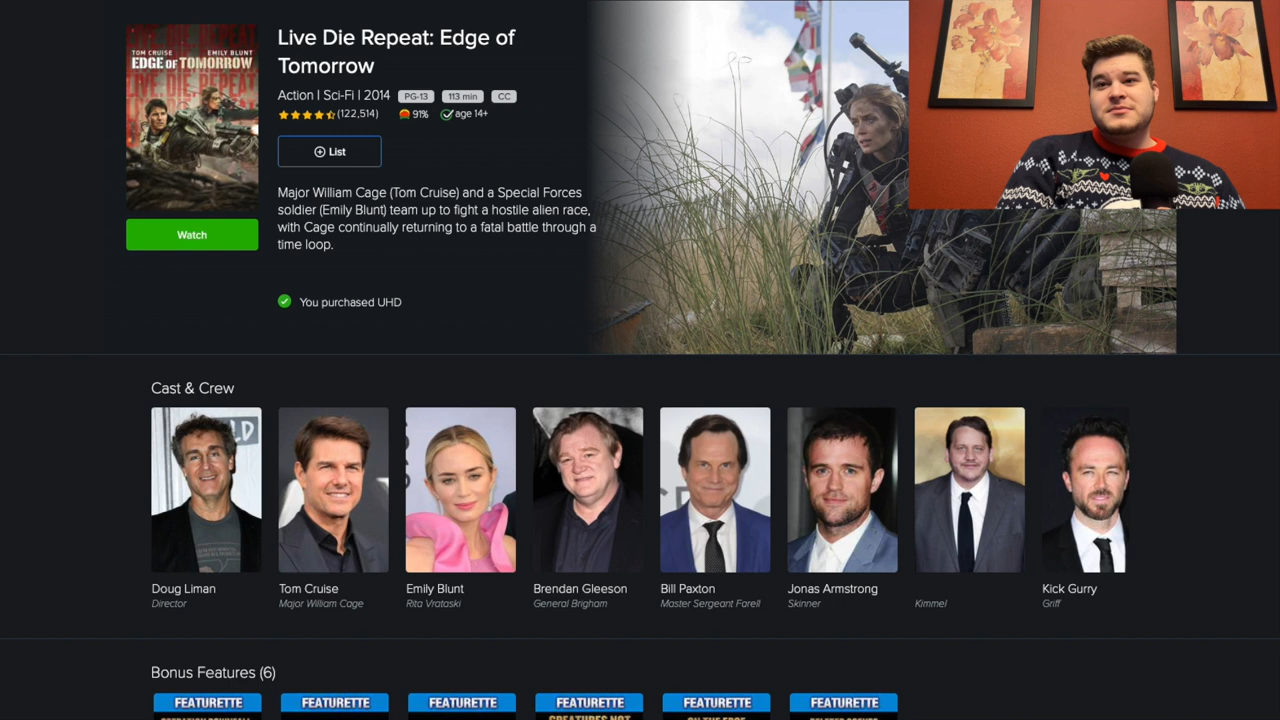 TOM CRUISE EMILY BLUNT
EDGE OF TOMORROW
Watch
Live Die Repeat: Edge of
Tomorrow
Action | Sci-Fi | 2014 PG-13 113 min CC
(122,514) 91% age 14+
List
Major William Cage (Tom Cruise) and a Special Forces
soldier (Emily Blunt) team up to fight a hostile alien race,
with Cage continually returning to a fatal battle through a
time loop.
You purchased UHD
Cast & Crew
Doug Liman
Director
Tom Cruise
Major William Cage
Emily Blunt
Rita Vrataski
Brendan Gleeson
General Brigham
Bill Paxton
Master Sergeant Farell
Jonas Armstrong
Skinner
Kimmel
Kick Gurry
Griff
Bonus Features (6)
FEATURETTE
FEATURETTE
FEATURETTE
FEATURETTE
CREATURES NOT
FEATURETTE
ON THE EDGE
FEATURETTE